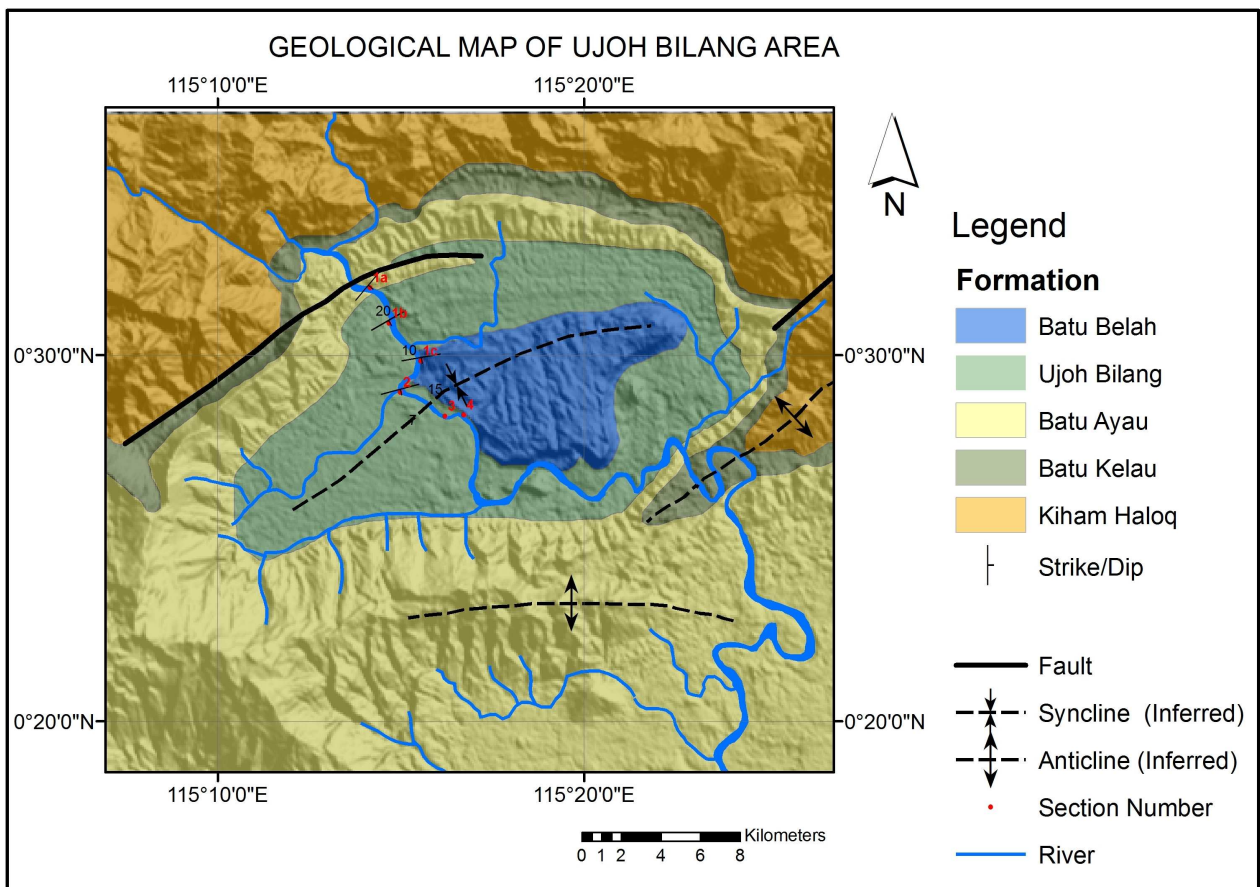 GEOLOGICAL MAP OF UJOH BILANG AREA
115°10'0"E
115°20'0"E
N
1a
20
1b
0°30'0"N
10
1c
0°30'0"N
2
15
3
4
0°20'0"N
0°20'0"N
115°10'0"E
115°20'0"E
Kilometers
0 1 2 4 6 8
Legend
Formation
Batu Belah
Ujoh Bilang
Batu Ayau
Batu Kelau
Kiham Haloq
Strike/Dip
Fault
Syncline (Inferred)
Anticline (Inferred)
Section Number
River